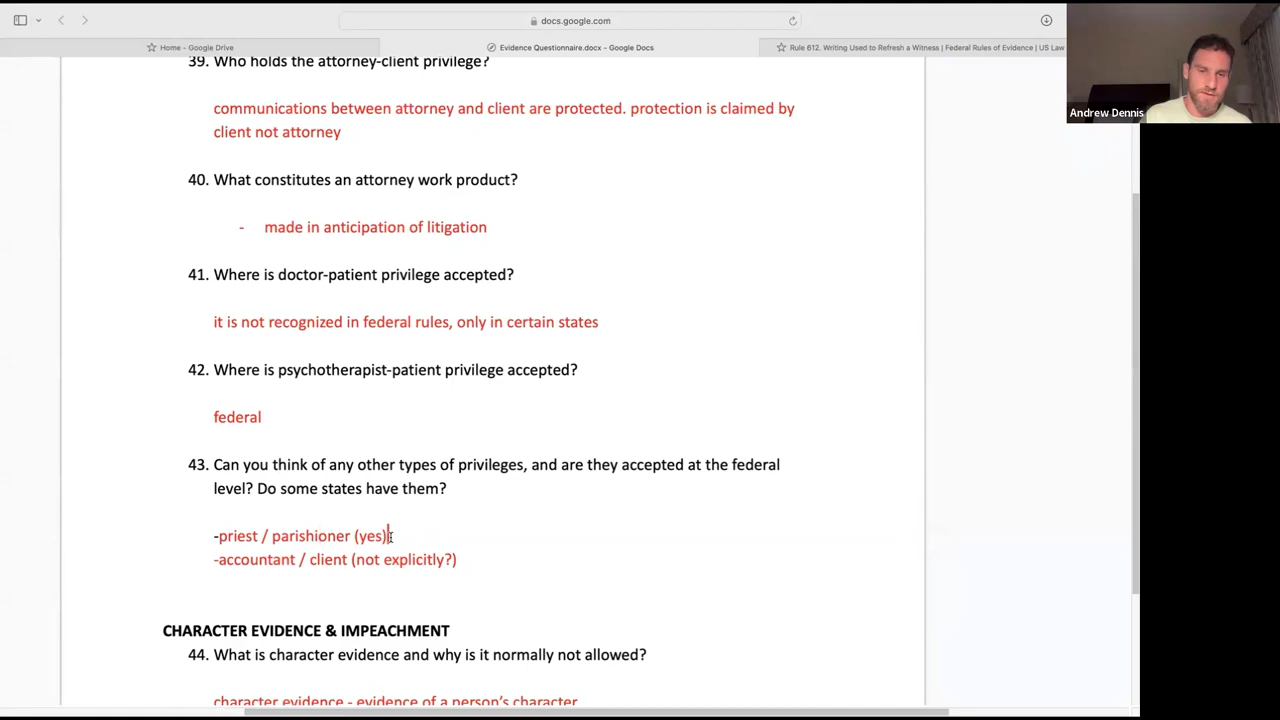 docs.google.com
Home - Google Drive
Evidence Questionnaire.docx - Google Docs
Rule 612. Writing Used to Refresh a Witness | Federal Rules of Evidence | US Law
Andrew Dennis
39. Who holds the attorney-client privilege?
communications between attorney and client are protected. protection is claimed by
client not attorney
40. What constitutes an attorney work product?
- made in anticipation of litigation
41. Where is doctor-patient privilege accepted?
it is not recognized in federal rules, only in certain states
42. Where is psychotherapist-patient privilege accepted?
federal
43. Can you think of any other types of privileges, and are they accepted at the federal
level? Do some states have them?
-priest / parishioner (yes)
-accountant / client (not explicitly?)
CHARACTER EVIDENCE & IMPEACHMENT
44. What is character evidence and why is it normally not allowed?
character evidence - evidence of a person's character